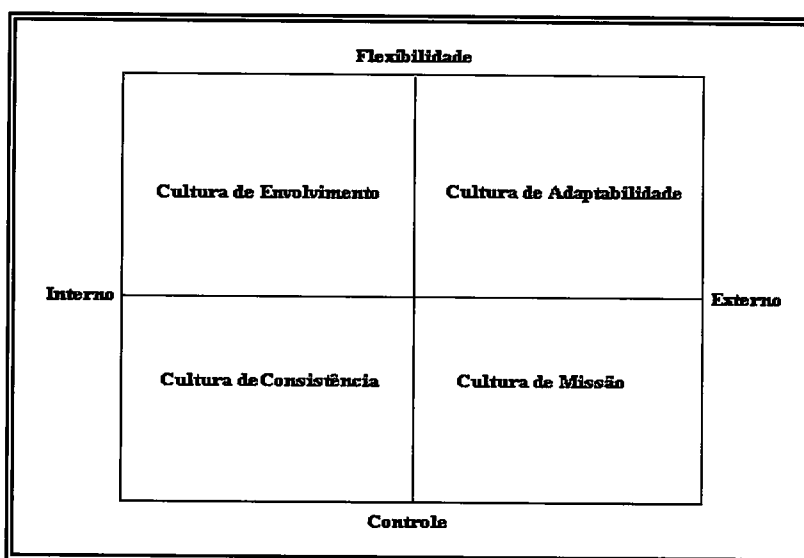 Flexibilidade
Cultura de Envolvimento
Cultura de Adaptabilidade
Interno
Externo
Cultura de Consistência
Cultura de Missão
Controle